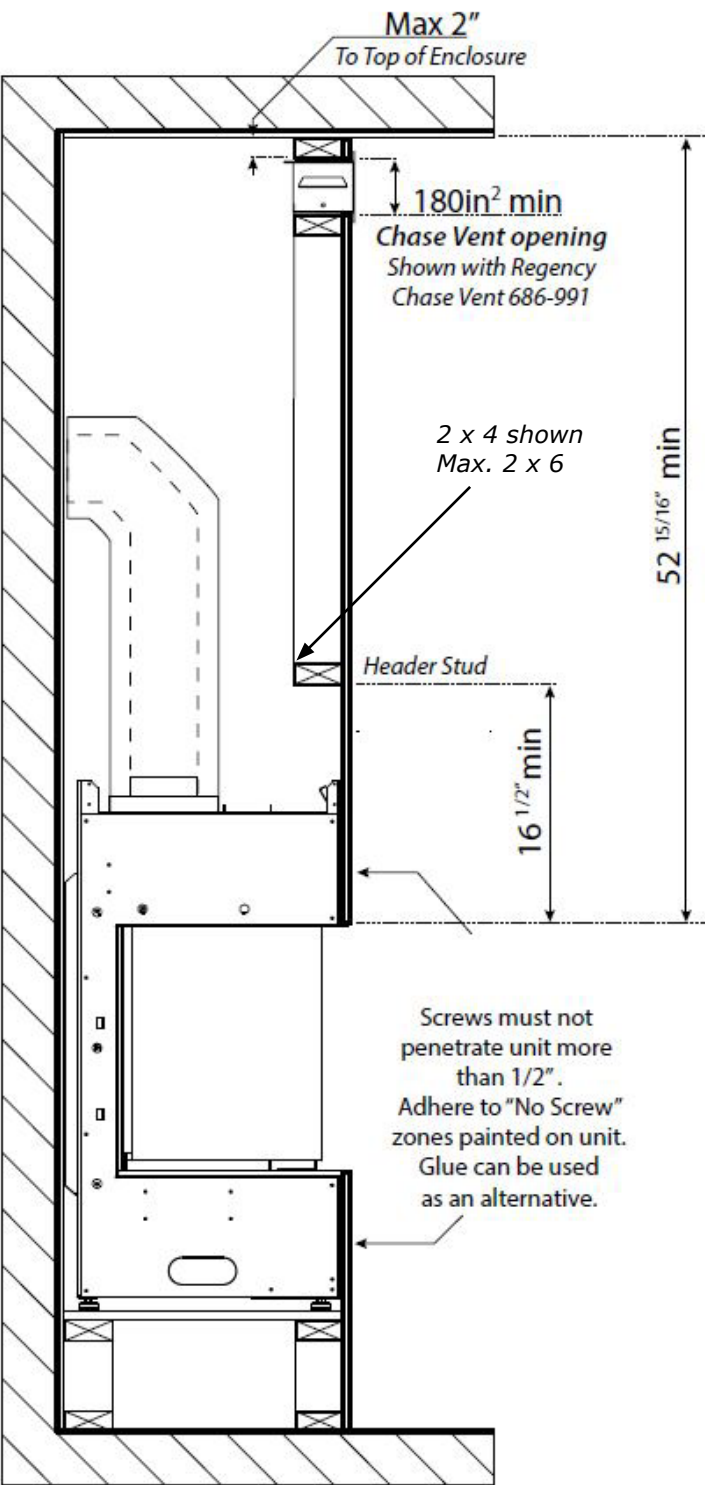 Max 2"
To Top of Enclosure
180in² min
Chase Vent opening
Shown with Regency
Chase Vent 686-991
2 x 4 shown
Max. 2 x 6
52 15/16" min
Header Stud
16 1/2" min
Screws must not
penetrate unit more
than 1/2".
Adhere to "No Screw"
zones painted on unit.
Glue can be used
as an alternative.